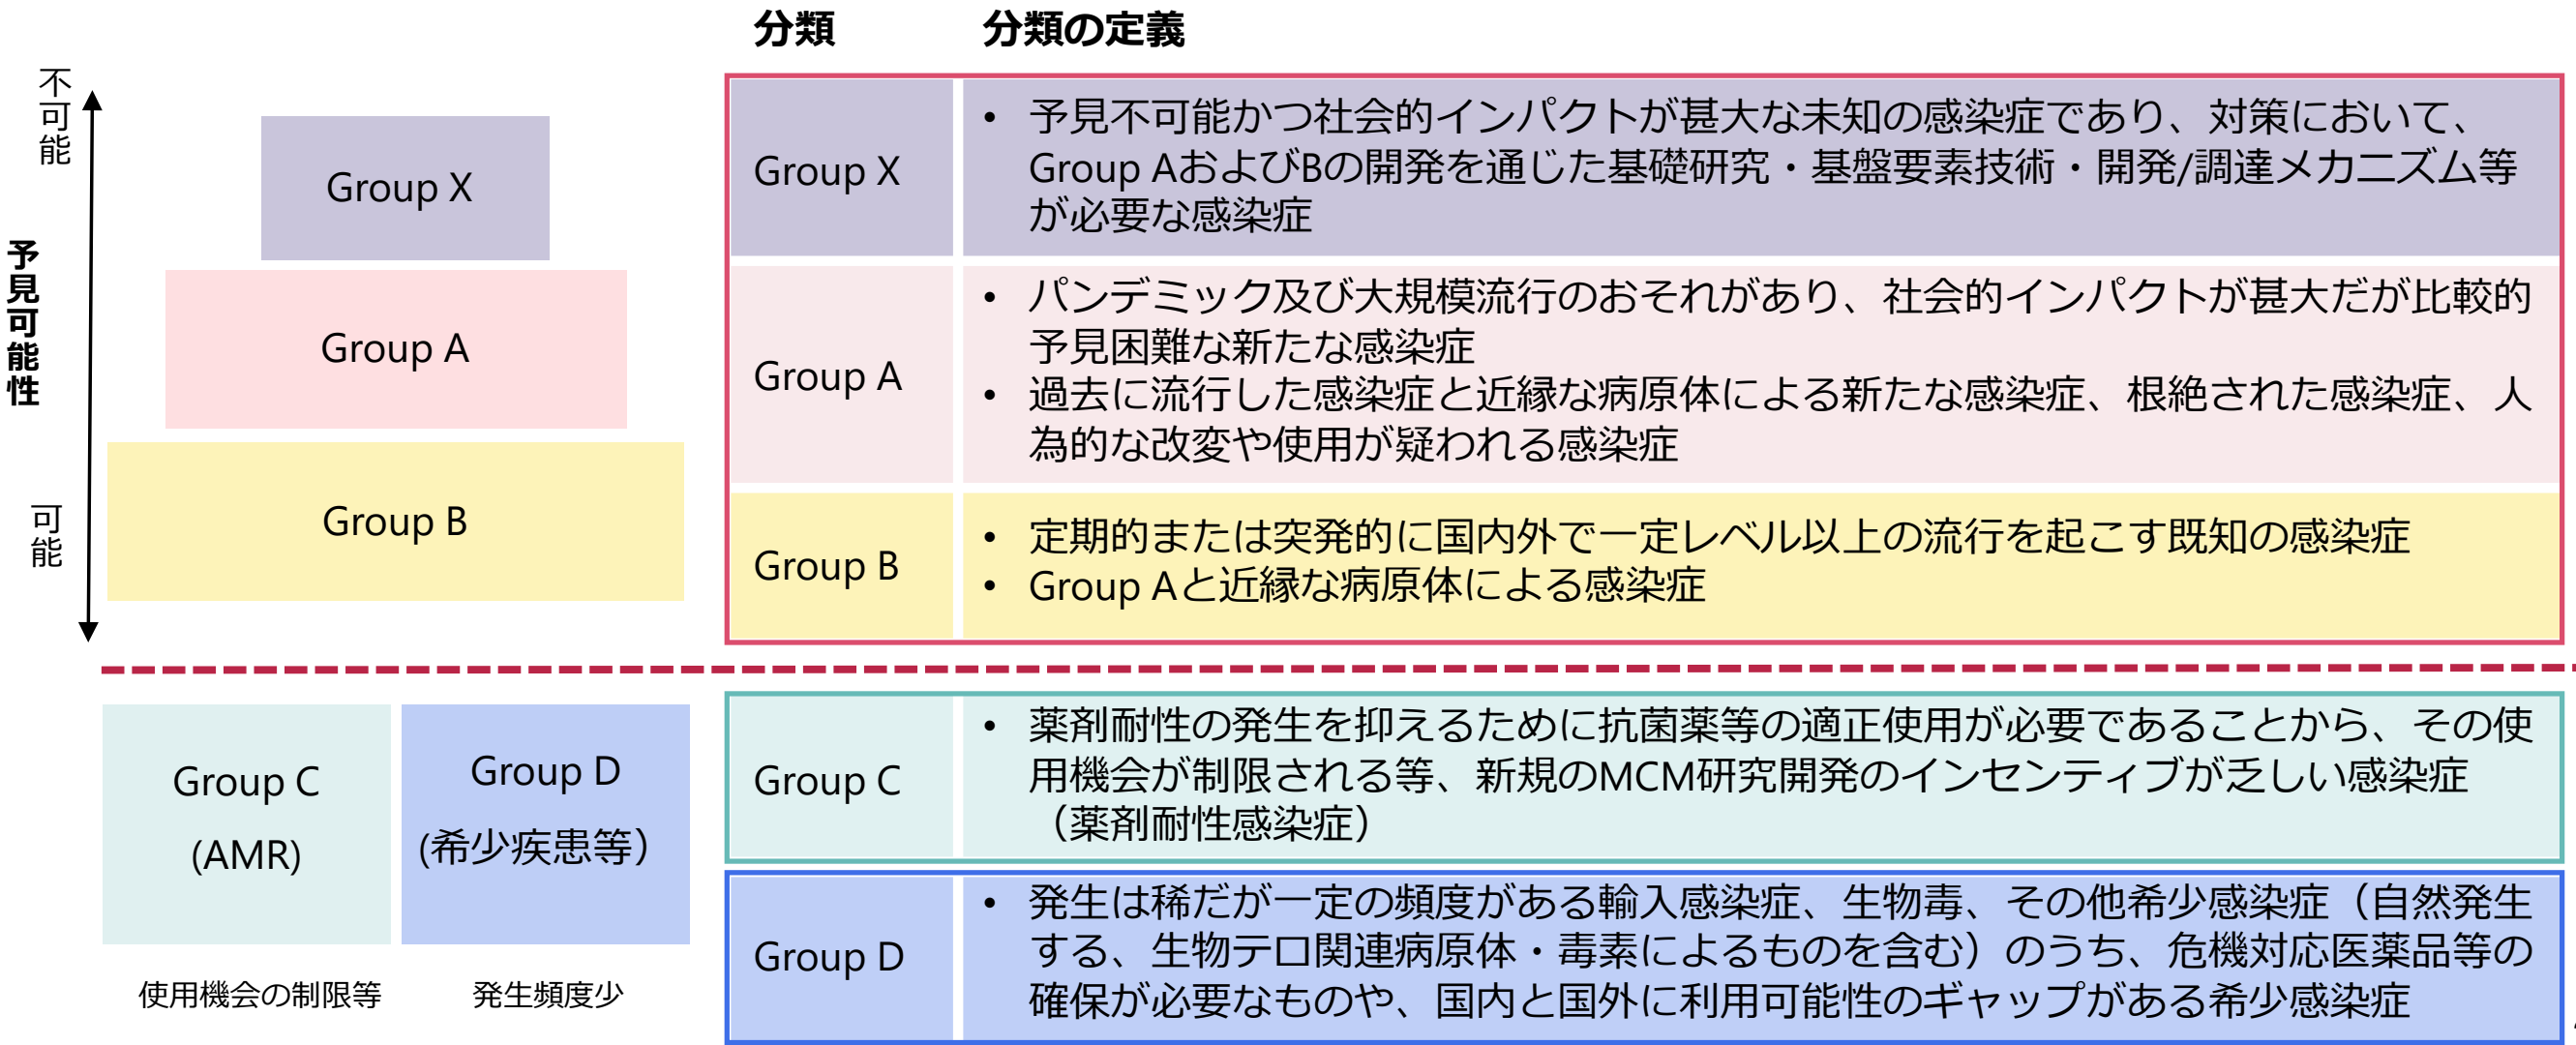 分類
分類の定義
不可能
予見可能性
可能
Group X
Group A
Group B
Group X
• 予見不可能かつ社会的インパクトが甚大な未知の感染症であり、対策において、
Group AおよびBの開発を通じた基礎研究・基盤要素技術・開発/調達メカニズム等
が必要な感染症
Group A
• パンデミック及び大規模流行のおそれがあり、社会的インパクトが甚大だが比較的
予見困難な新たな感染症
• 過去に流行した感染症と近縁な病原体による新たな感染症、根絶された感染症、人
為的な改変や使用が疑われる感染症
Group B
• 定期的または突発的に国内外で一定レベル以上の流行を起こす既知の感染症
• Group Aと近縁な病原体による感染症
Group C
(AMR)
使用機会の制限等
Group D
(希少疾患等）
発生頻度少
Group C
• 薬剤耐性の発生を抑えるために抗菌薬等の適正使用が必要であることから、その使
用機会が制限される等、新規のMCM研究開発のインセンティブが乏しい感染症
（薬剤耐性感染症）
Group D
• 発生は稀だが一定の頻度がある輸入感染症、生物毒、その他希少感染症（自然発生
する、生物テロ関連病原体・毒素によるものを含む）のうち、危機対応医薬品等の
確保が必要なものや、国内と国外に利用可能性のギャップがある希少感染症